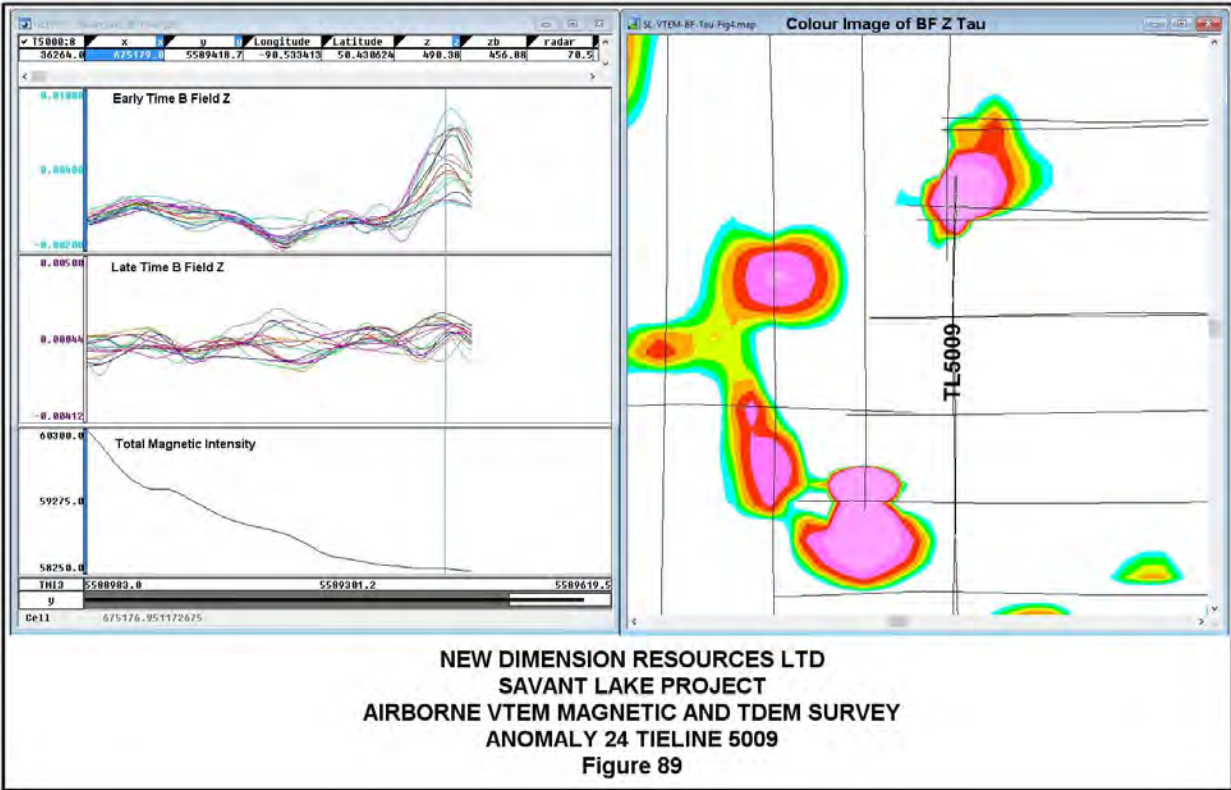 T5000:8 x y Longitude Latitude z zb radar
36264.0 675179.0 5589418.7 -90.533413 50.430624 490.38 456.88 70.5
Early Time B Field Z
0.00400
-0.00200
0.00500
Late Time B Field Z
0.00044
-0.00412
60300.0
Total Magnetic Intensity
59275.0
58250.0
TMI3 5588983.0 5589301.2 5589619.5
y
Cell 675176.951172675
SL-VTEM-BF-Tau-Fig4.map
Colour Image of BF Z Tau
TL5009
NEW DIMENSION RESOURCES LTD
SAVANT LAKE PROJECT
AIRBORNE VTEM MAGNETIC AND TDEM SURVEY
ANOMALY 24 TIELINE 5009
Figure 89